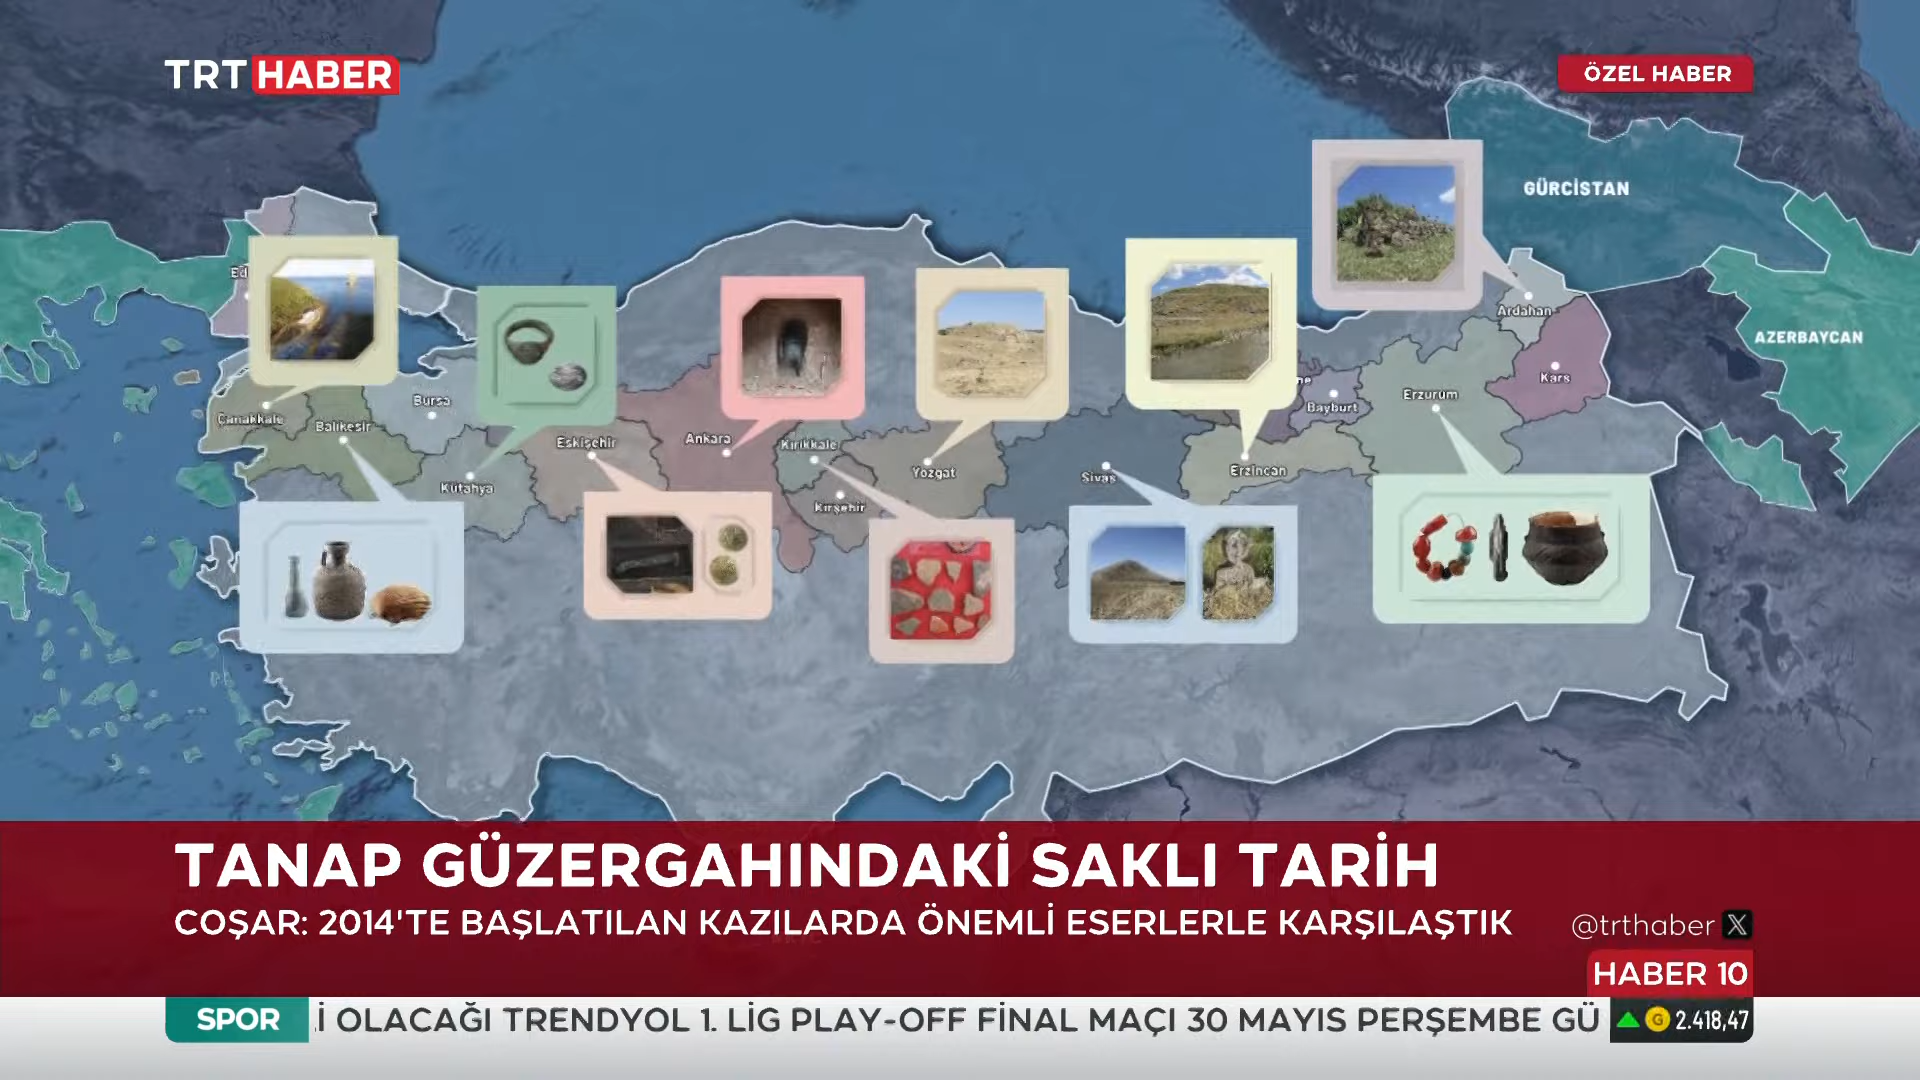 TRT HABER
ÖZEL HABER
GÜRCİSTAN
AZERBAYCAN
Ardahan
Kars
Erzurum
Bayburt
Erzincan
Sivas
Yozgat
Kırıkkale
Kırşehir
Ankara
Eskişehir
Kütahya
Bursa
Balıkesir
Çanakkale
TANAP GÜZERGAHINDAKİ SAKLI TARİH
COŞAR: 2014'TE BAŞLATILAN KAZILARDA ÖNEMLİ ESERLERLE KARŞILAŞTIK
@trthaber X
HABER 10
SPOR İ OLACAĞI TRENDYOL 1. LİG PLAY-OFF FİNAL MAÇI 30 MAYIS PERŞEMBE GÜ
G 2.418,47